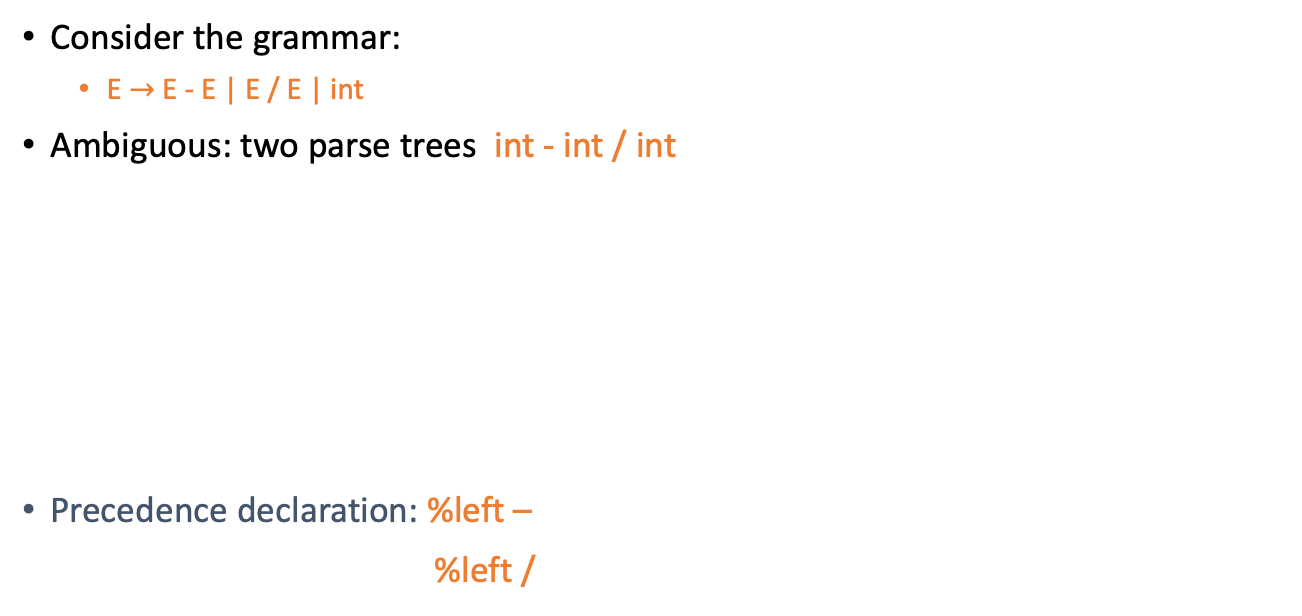 • Consider the grammar:
• E → E - E | E / E | int
• Ambiguous: two parse trees int - int / int
• Precedence declaration: %left –
%left /